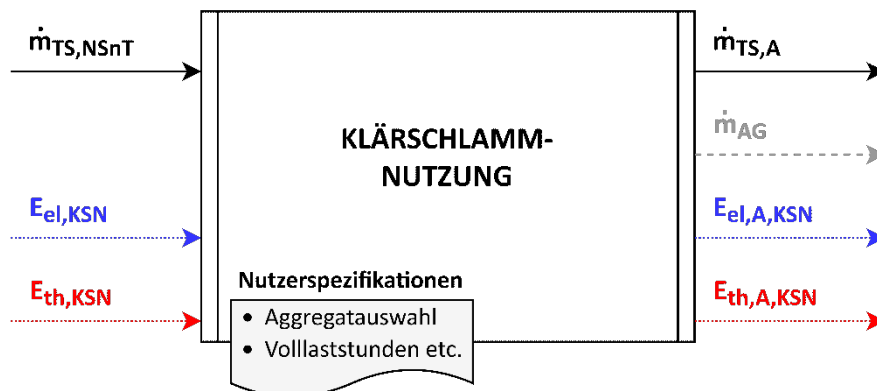 ṁTS,NSnT
ṁTS,A
KLÄRSCHLAMM-
NUTZUNG
ṁAG
Eel,KSN
Eel,A,KSN
Eth,KSN
Eth,A,KSN
Nutzerspezifikationen
• Aggregatauswahl
• Volllaststunden etc.